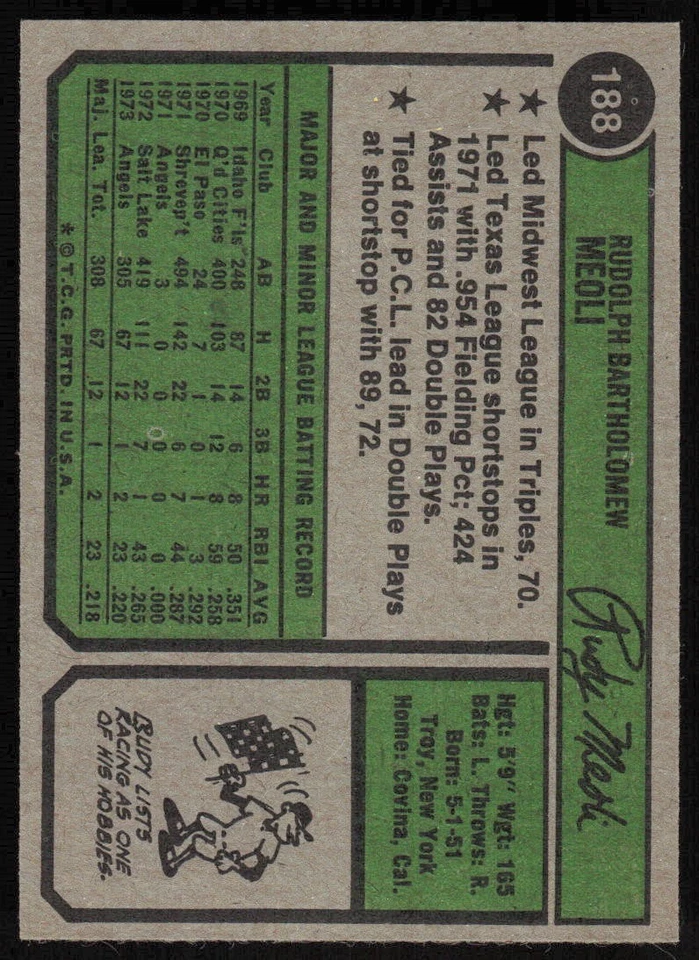 188
RUDOLPH BARTHOLOMEW
MEOLI
Rudy Meoli
★ Led Midwest League in Triples, 70.
★ Led Texas League shortstops in
1971 with .954 Fielding Pct; 424
Assists and 82 Double Plays.
★ Tied for P.C.L. lead in Double Plays
at shortstop with 89, 72.
Hgt: 5'9" Wgt: 165
Bats: L. Throws: R.
Born: 5-1-51
Troy, New York
Home: Covina, Cal.
MAJOR AND MINOR LEAGUE BATTING RECORD
Year Club AB H 2B 3B HR RBI AVG
1969 Idaho F'ls 248 87 14 6 8 50 .351
1970 Q'd Cities 400 103 14 12 8 59 .258
1970 El Paso 24 7 1 0 1 3 .292
1971 Shrevep't 494 142 22 6 7 44 .287
1971 Angels 3 0 0 0 0 0 .000
1972 Salt Lake 419 111 22 7 1 43 .265
1973 Angels 305 67 12 1 2 23 .220
Maj. Lea. Tot. 308 67 12 1 2 23 .218
* © T.C.G. PRTD. IN U.S.A.
RUDY LISTS
RACING AS ONE
OF HIS HOBBIES.